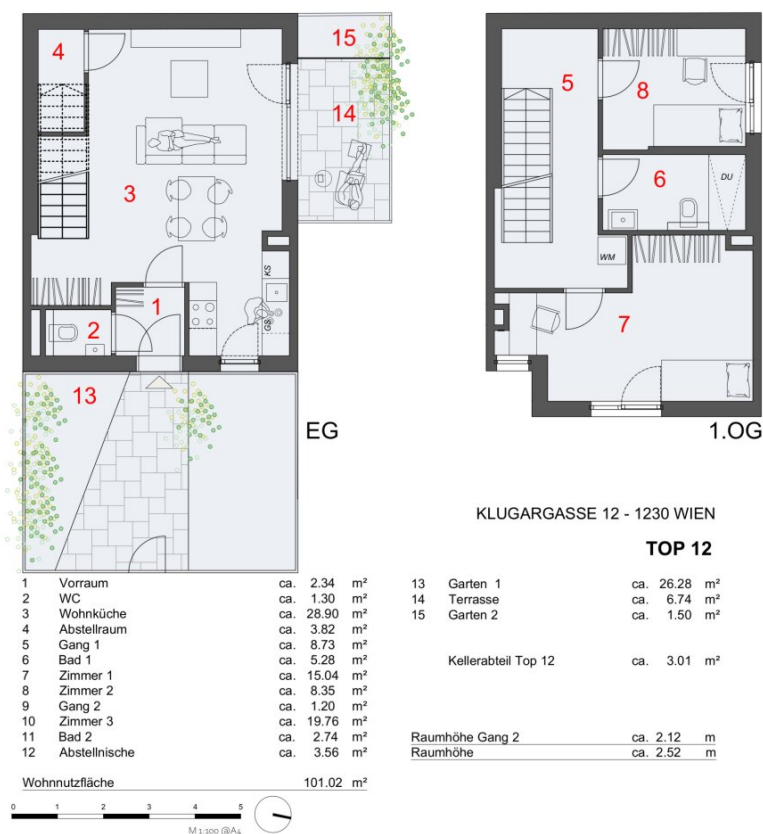 4
15
14
3
KS
GS
1
2
13
EG
5
8
6
DU
WM
7
1.OG
KLUGARGASSE 12 - 1230 WIEN
TOP 12
1 Vorraum ca. 2.34 m²
2 WC ca. 1.30 m²
3 Wohnküche ca. 28.90 m²
4 Abstellraum ca. 3.82 m²
5 Gang 1 ca. 8.73 m²
6 Bad 1 ca. 5.28 m²
7 Zimmer 1 ca. 15.04 m²
8 Zimmer 2 ca. 8.35 m²
9 Gang 2 ca. 1.20 m²
10 Zimmer 3 ca. 19.76 m²
11 Bad 2 ca. 2.74 m²
12 Abstellnische ca. 3.56 m²
Wohnnutzfläche 101.02 m²
13 Garten 1 ca. 26.28 m²
14 Terrasse ca. 6.74 m²
15 Garten 2 ca. 1.50 m²
Kellerabteil Top 12 ca. 3.01 m²
Raumhöhe Gang 2 ca. 2.12 m
Raumhöhe ca. 2.52 m
0 1 2 3 4 5
M 1:100 @A4